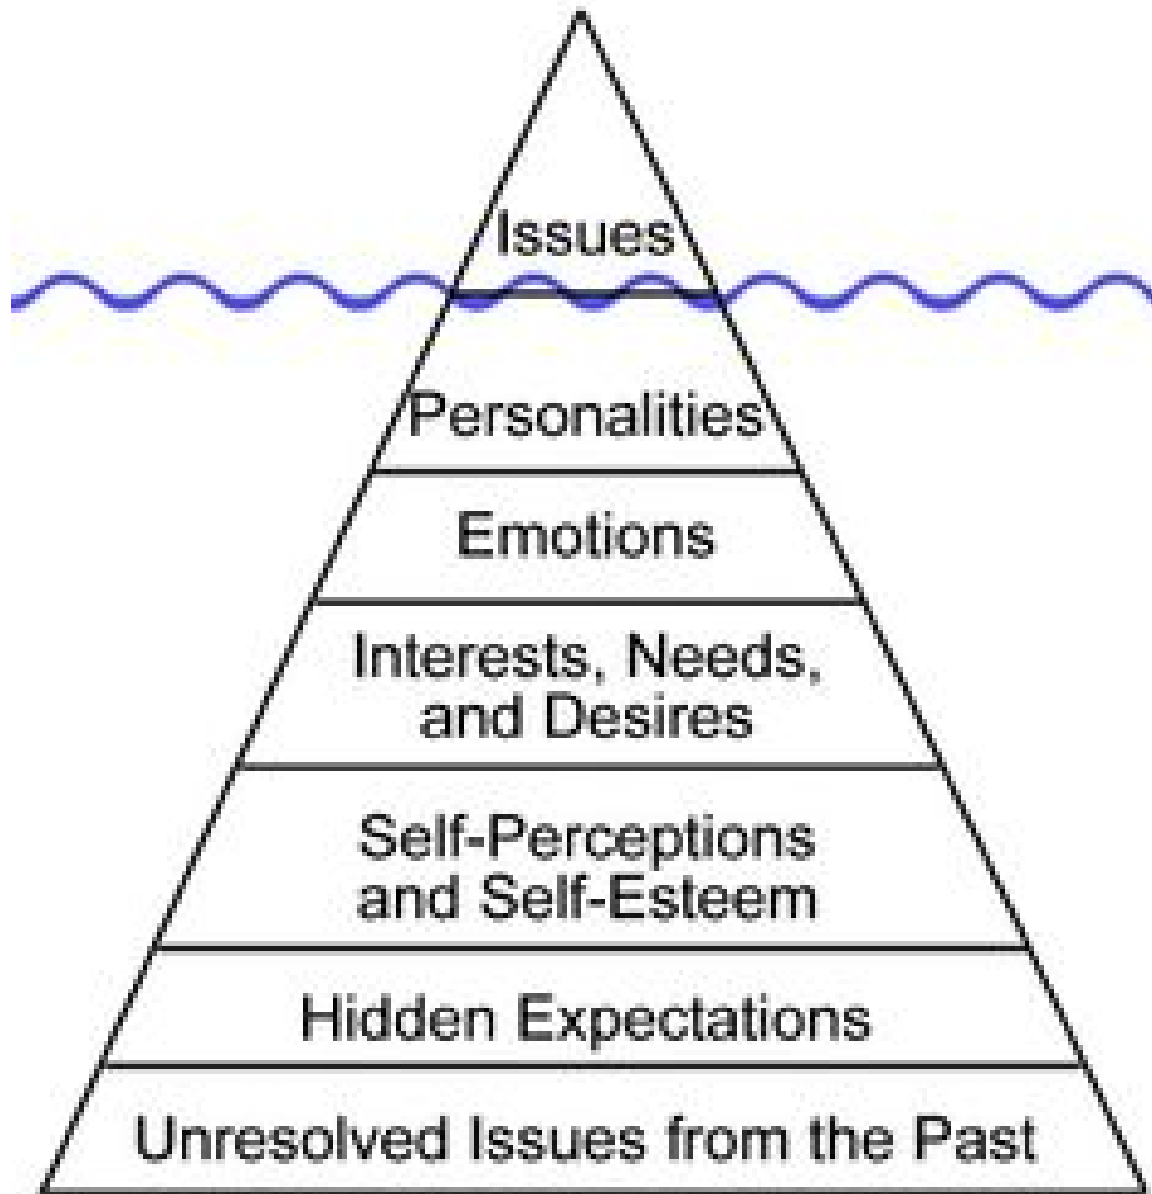 Issues
Personalities
Emotions
Interests, Needs,
and Desires
Self-Perceptions
and Self-Esteem
Hidden Expectations
Unresolved Issues from the Past